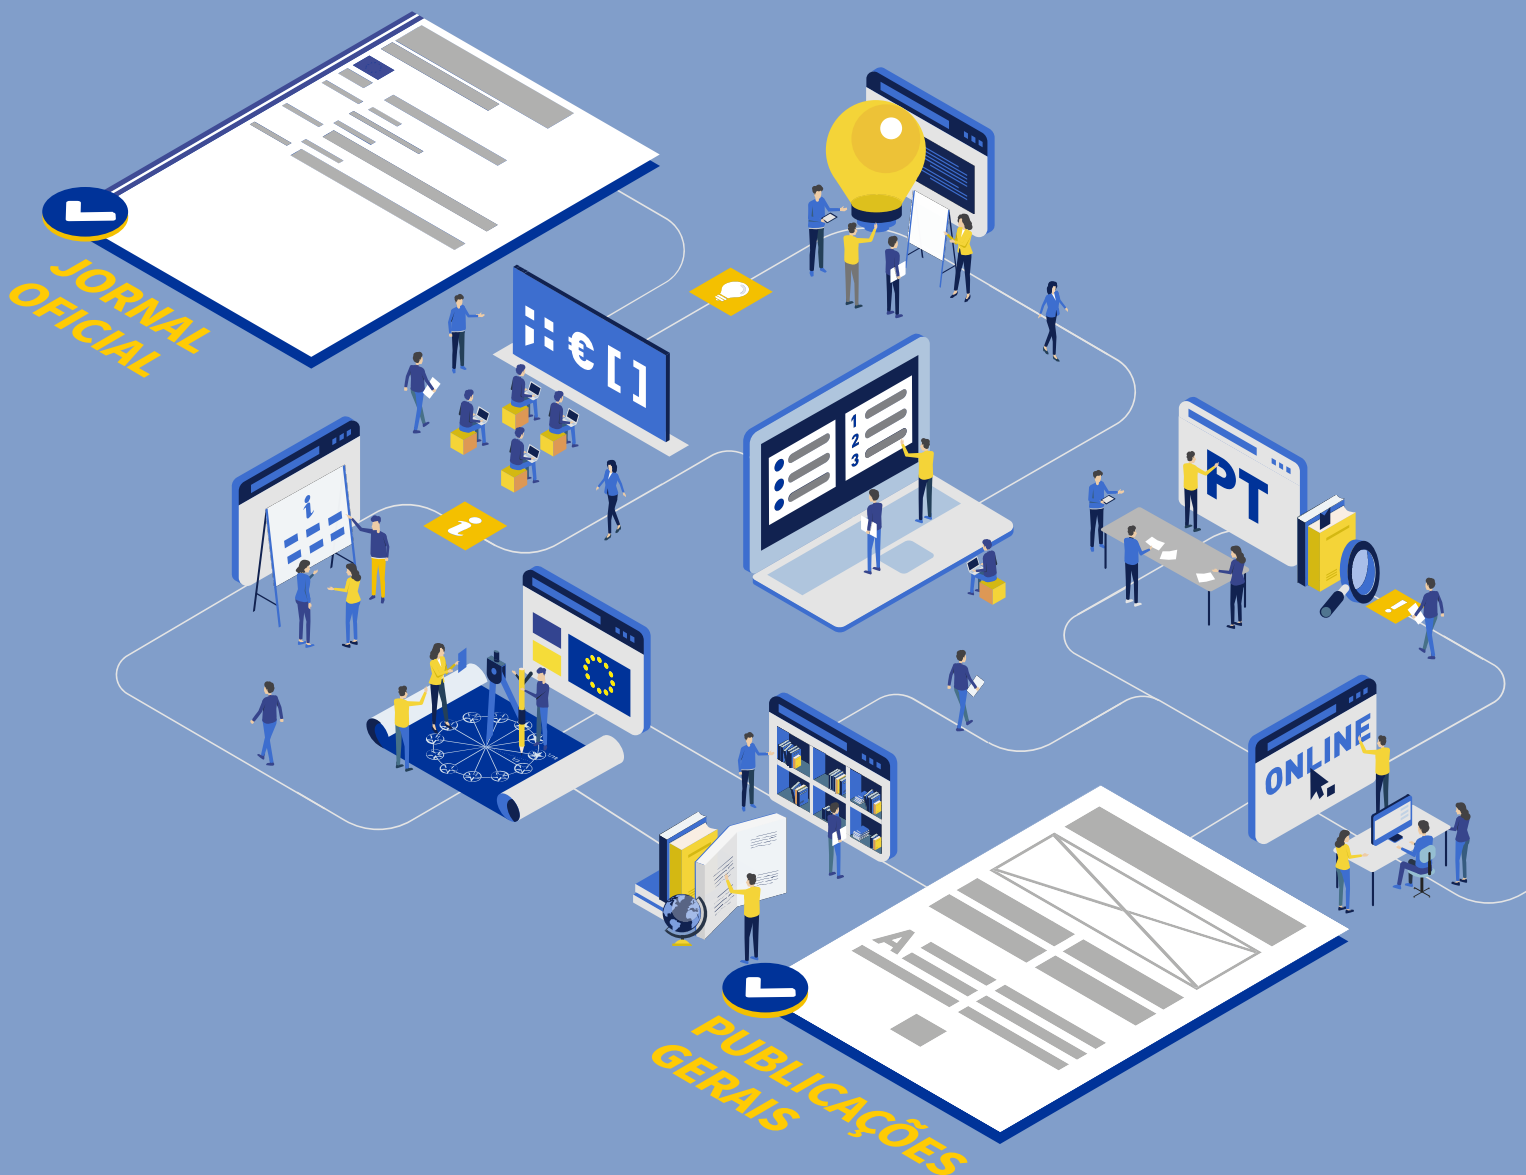 JORNAL
OFICIAL
¡!:€[]
i
i
1
2
3
PT
i
ONLINE
A
PUBLICAÇÕES
GERAIS